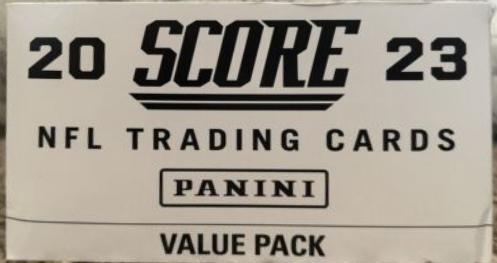 20 SCORE 23
NFL TRADING CARDS
PANINI
VALUE PACK